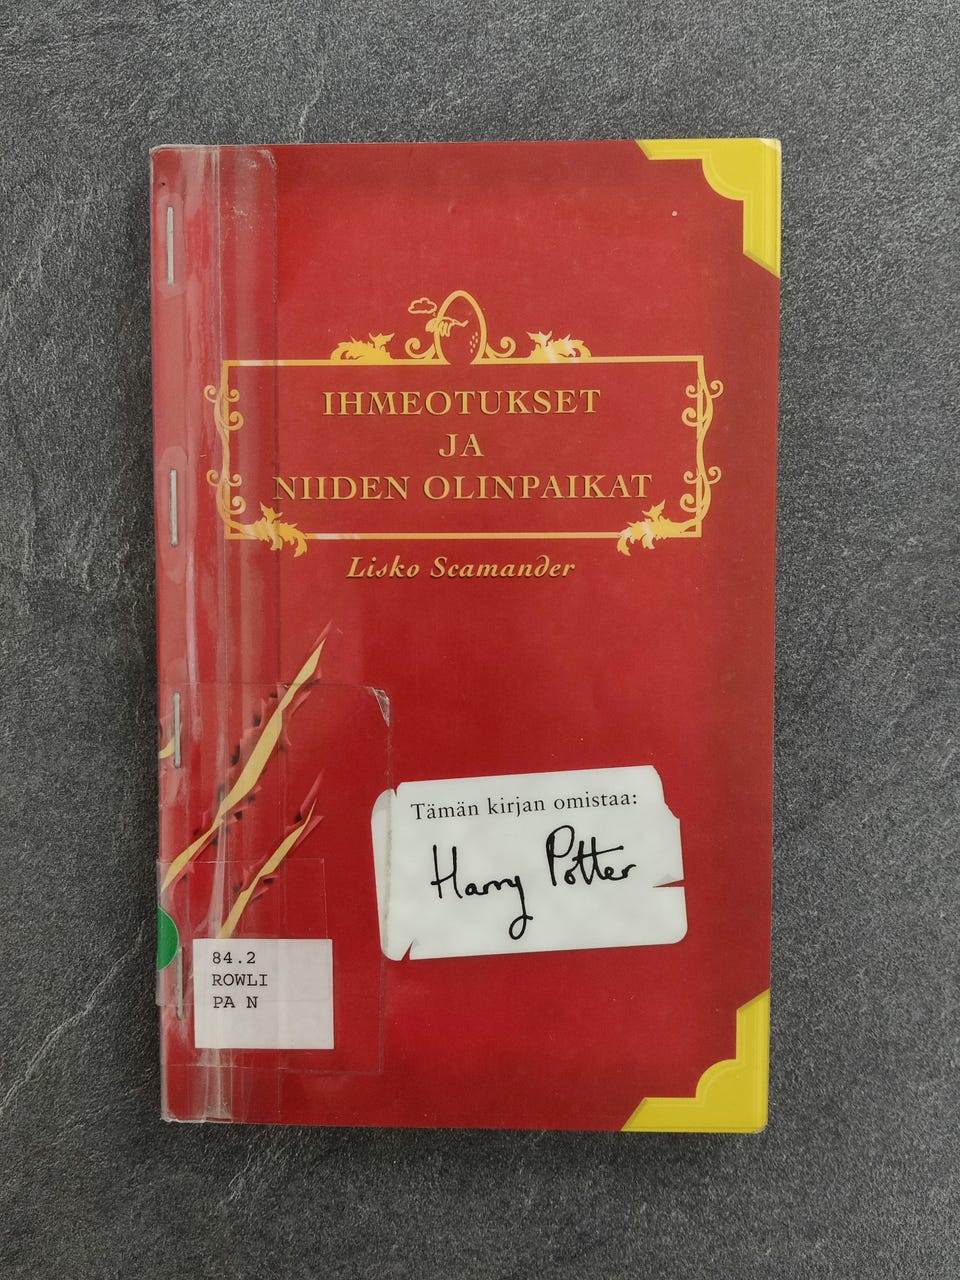 IHMEOTUKSET
JA
NIIDEN OLINPAIKAT
Lisko Scamander
Tämän kirjan omistaa:
Harry Potter
84.2
ROWLI
PA N